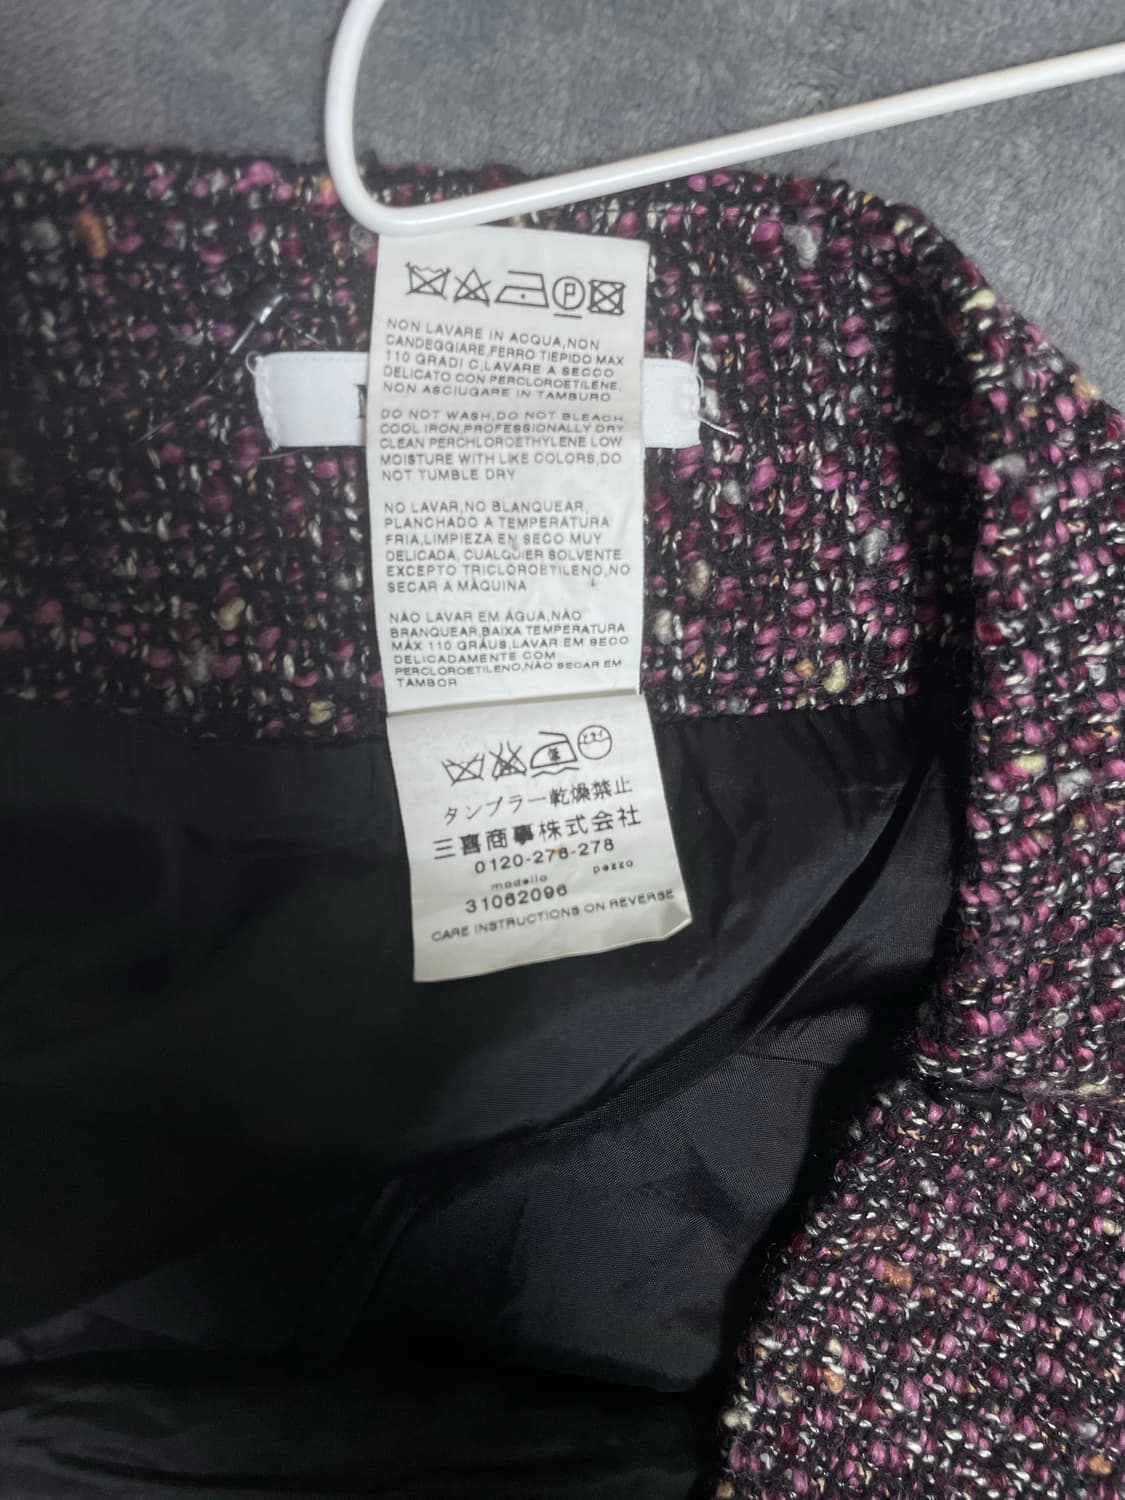 P
NON LAVARE IN ACQUA,NON
CANDEGGIARE,FERRO TIEPIDO MAX
110 GRADI C,LAVARE A SECCO
DELICATO CON PERCLOROETILENE,
NON ASCIUGARE IN TAMBURO
DO NOT WASH,DO NOT BLEACH
COOL IRON,PROFESSIONALLY DRY
CLEAN PERCHLOROETHYLENE LOW
MOISTURE WITH LIKE COLORS,DO
NOT TUMBLE DRY
NO LAVAR,NO BLANQUEAR,
PLANCHADO A TEMPERATURA
FRIA,LIMPIEZA EN SECO MUY
DELICADA, CUALQUIER SOLVENTE
EXCEPTO TRICLOROETILENO,NO
SECAR A MÀQUINA
NÃO LAVAR EM ÁGUA,NÃO
BRANQUEAR,BAIXA TEMPERATURA
MÁX 110 GRÁUS,LAVAR EM SECO
DELICADAMENTE COM
PERCLOROETILENO,NÃO SECAR EM
TAMBOR
低
タンブラー乾燥禁止
三喜商事株式会社
0120-278-278
modello pezzo
31062096
CARE INSTRUCTIONS ON REVERSE